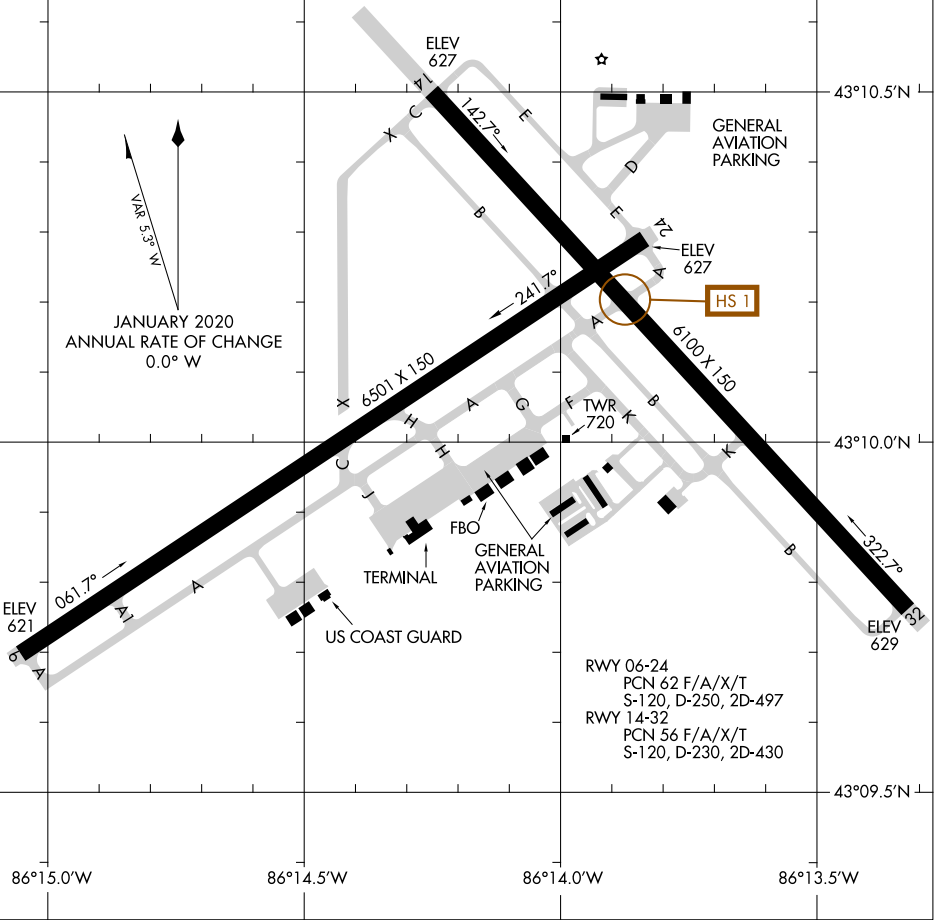 ELEV
627
14
142.7°
C
X
E
43°10.5'N
GENERAL
AVIATION
PARKING
D
B
E
24
ELEV
627
A
VAR 5.3° W
241.7°
HS 1
JANUARY 2020
ANNUAL RATE OF CHANGE
0.0° W
A
6501 X 150
6100 X 150
X
H
A
G
F
K
B
TWR
720
43°10.0'N
C
H
K
J
FBO
GENERAL
AVIATION
PARKING
TERMINAL
B
322.7°
061.7°
A
A1
ELEV
621
US COAST GUARD
6
A
32
ELEV
629
RWY 06-24
PCN 62 F/A/X/T
S-120, D-250, 2D-497
RWY 14-32
PCN 56 F/A/X/T
S-120, D-230, 2D-430
43°09.5'N
86°15.0'W
86°14.5'W
86°14.0'W
86°13.5'W